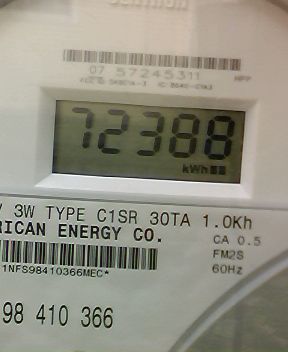 07 57245311
72388
kWh
V 3W TYPE C1SR 30TA 1.0Kh
RICAN ENERGY CO.
CA 0.5
FM2S
60Hz
1NFS98410366MEC*
98 410 366